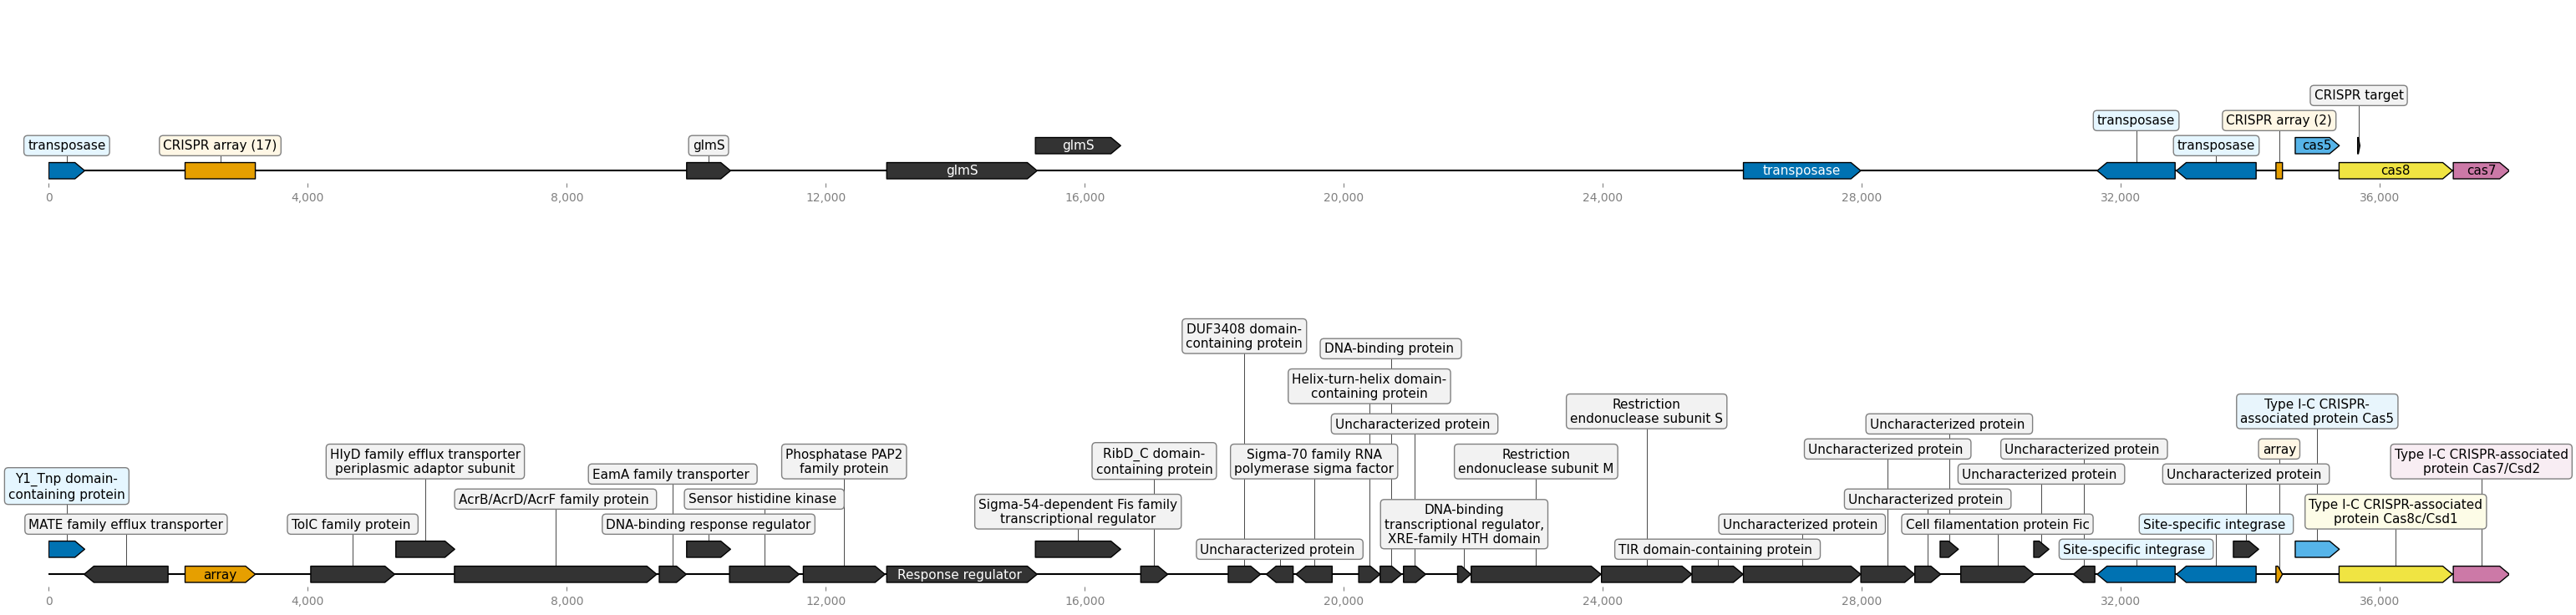 CRISPR target
transposase
CRISPR array (2)
transposase
CRISPR array (17)
glmS
glmS
transposase
cas5
glmS
transposase
cas8
cas7
0
4,000
8,000
12,000
16,000
20,000
24,000
28,000
32,000
36,000
DUF3408 domain-
containing protein
DNA-binding protein
Helix-turn-helix domain-
containing protein
Restriction
endonuclease subunit S
Type I-C CRISPR-
associated protein Cas5
Uncharacterized protein
Uncharacterized protein
HlyD family efflux transporter
periplasmic adaptor subunit
Phosphatase PAP2
family protein
RibD_C domain-
containing protein
Sigma-70 family RNA
polymerase sigma factor
Restriction
endonuclease subunit M
Uncharacterized protein
Uncharacterized protein
array
Type I-C CRISPR-associated
protein Cas7/Csd2
Y1_Tnp domain-
containing protein
EamA family transporter
Uncharacterized protein
Uncharacterized protein
AcrB/AcrD/AcrF family protein
Sensor histidine kinase
Sigma-54-dependent Fis family
transcriptional regulator
Uncharacterized protein
Type I-C CRISPR-associated
protein Cas8c/Csd1
MATE family efflux transporter
TolC family protein
DNA-binding response regulator
DNA-binding
transcriptional regulator,
XRE-family HTH domain
Uncharacterized protein
Cell filamentation protein Fic
Site-specific integrase
Uncharacterized protein
TIR domain-containing protein
Site-specific integrase
array
Response regulator
0
4,000
8,000
12,000
16,000
20,000
24,000
28,000
32,000
36,000